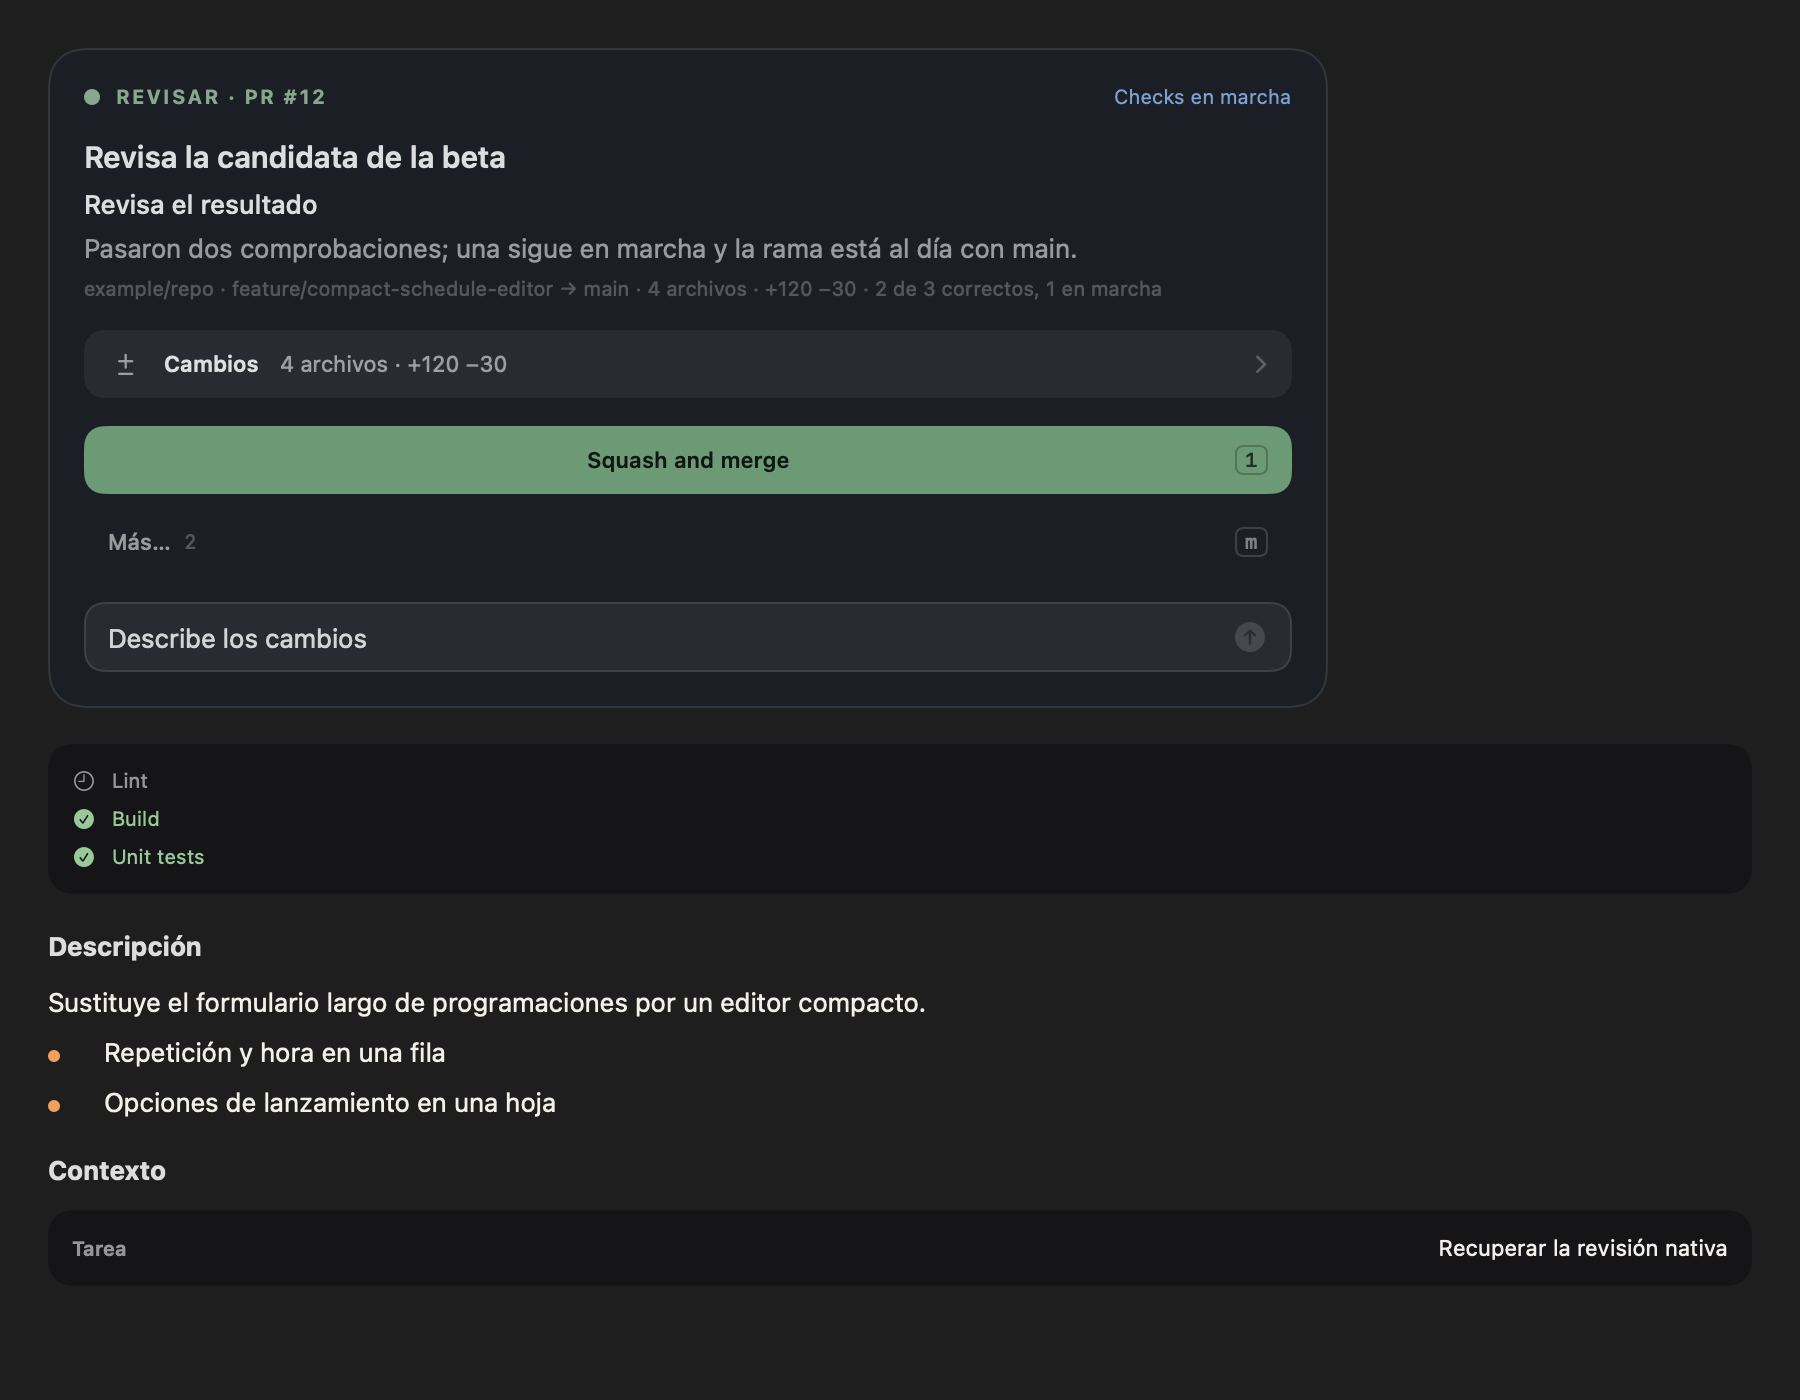 REVISAR · PR #12
Checks en marcha
Revisa la candidata de la beta
Revisa el resultado
Pasaron dos comprobaciones; una sigue en marcha y la rama está al día con main.
example/repo · feature/compact-schedule-editor → main · 4 archivos · +120 −30 · 2 de 3 correctos, 1 en marcha
± Cambios 4 archivos · +120 −30
Squash and merge 1
Más... 2 m
Describe los cambios
Lint
Build
Unit tests
Descripción
Sustituye el formulario largo de programaciones por un editor compacto.
Repetición y hora en una fila
Opciones de lanzamiento en una hoja
Contexto
Tarea
Recuperar la revisión nativa